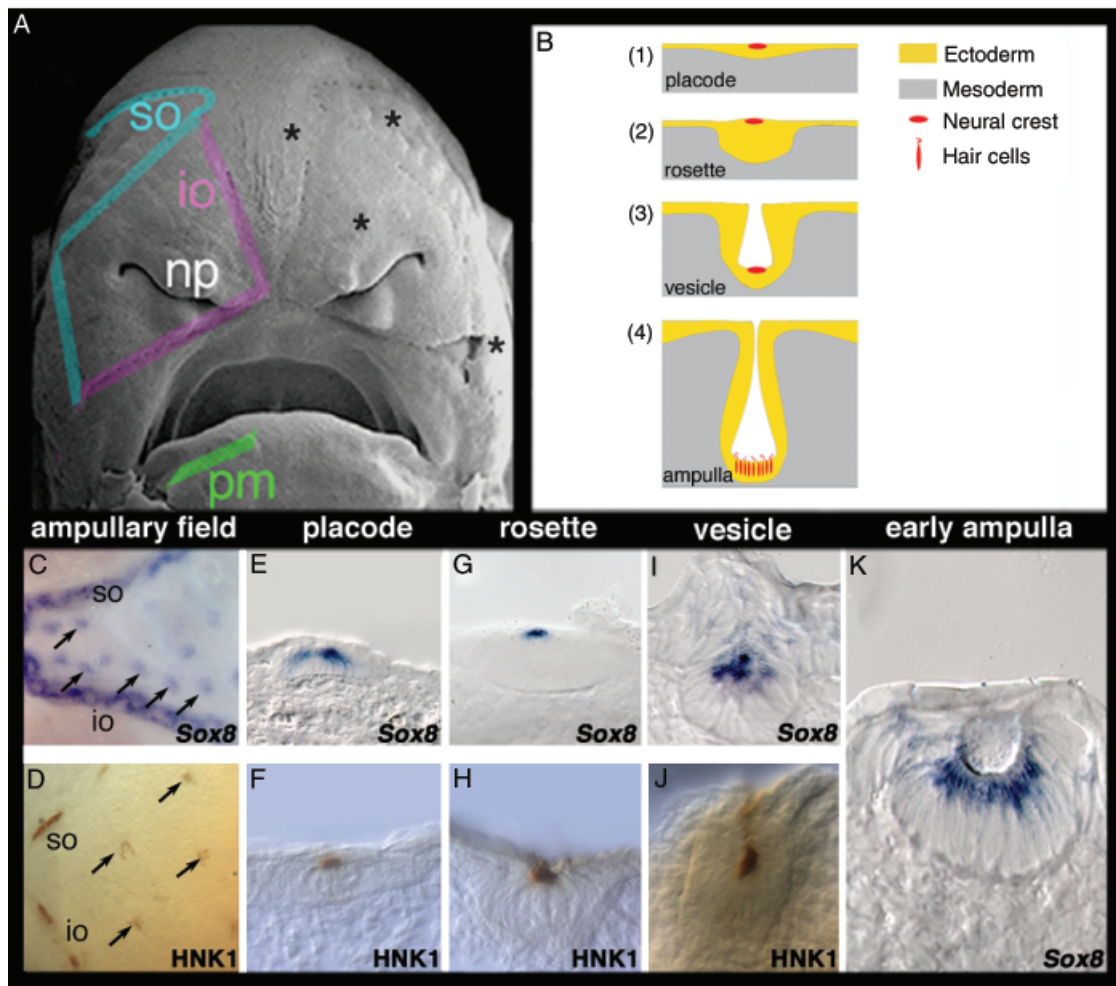 A
so
io
np
pm
*
*
*
*
B
(1)
placode
(2)
rosette
(3)
vesicle
(4)
ampulla
Ectoderm
Mesoderm
Neural crest
Hair cells
ampullary field placode rosette vesicle early ampulla
C
so
io
Sox8
E
Sox8
G
Sox8
I
Sox8
K
Sox8
D
so
io
HNK1
F
HNK1
H
HNK1
J
HNK1